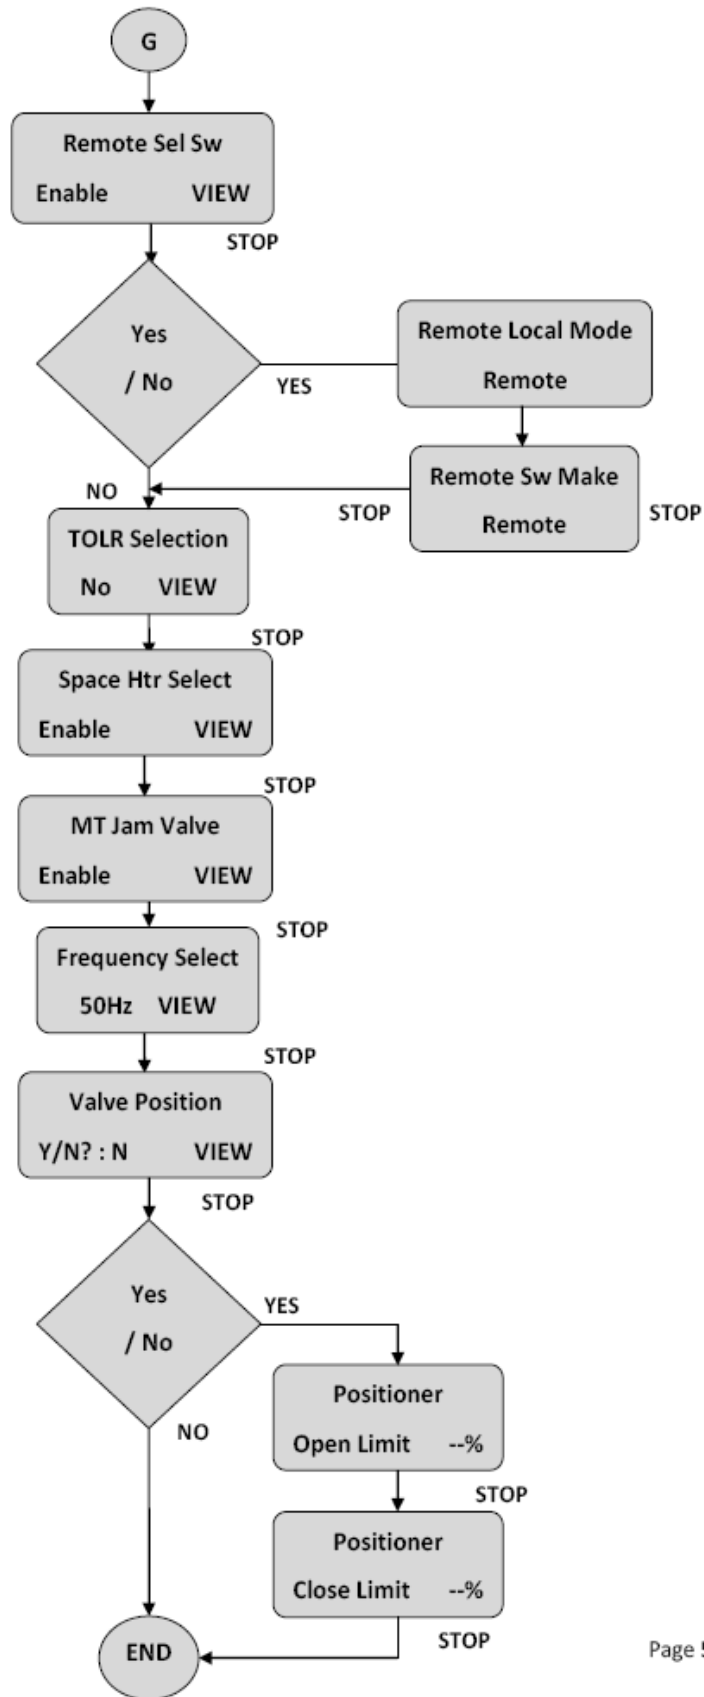 G
Remote Sel Sw
Enable VIEW
STOP
Yes
/ No
YES
Remote Local Mode
Remote
Remote Sw Make
Remote
STOP
STOP
NO
TOLR Selection
No VIEW
STOP
Space Htr Select
Enable VIEW
STOP
MT Jam Valve
Enable VIEW
STOP
Frequency Select
50Hz VIEW
STOP
Valve Position
Y/N? : N VIEW
STOP
Yes
/ No
YES
NO
Positioner
Open Limit --%
STOP
Positioner
Close Limit --%
STOP
END
Page 5